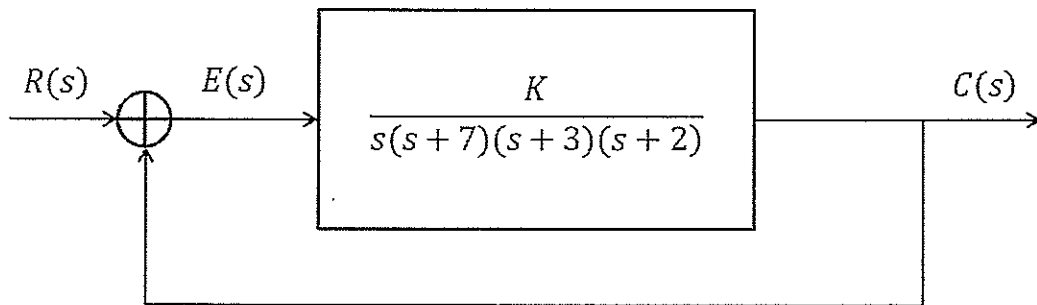 R(s)
E(s)
K
s(s + 7)(s + 3)(s + 2)
C(s)